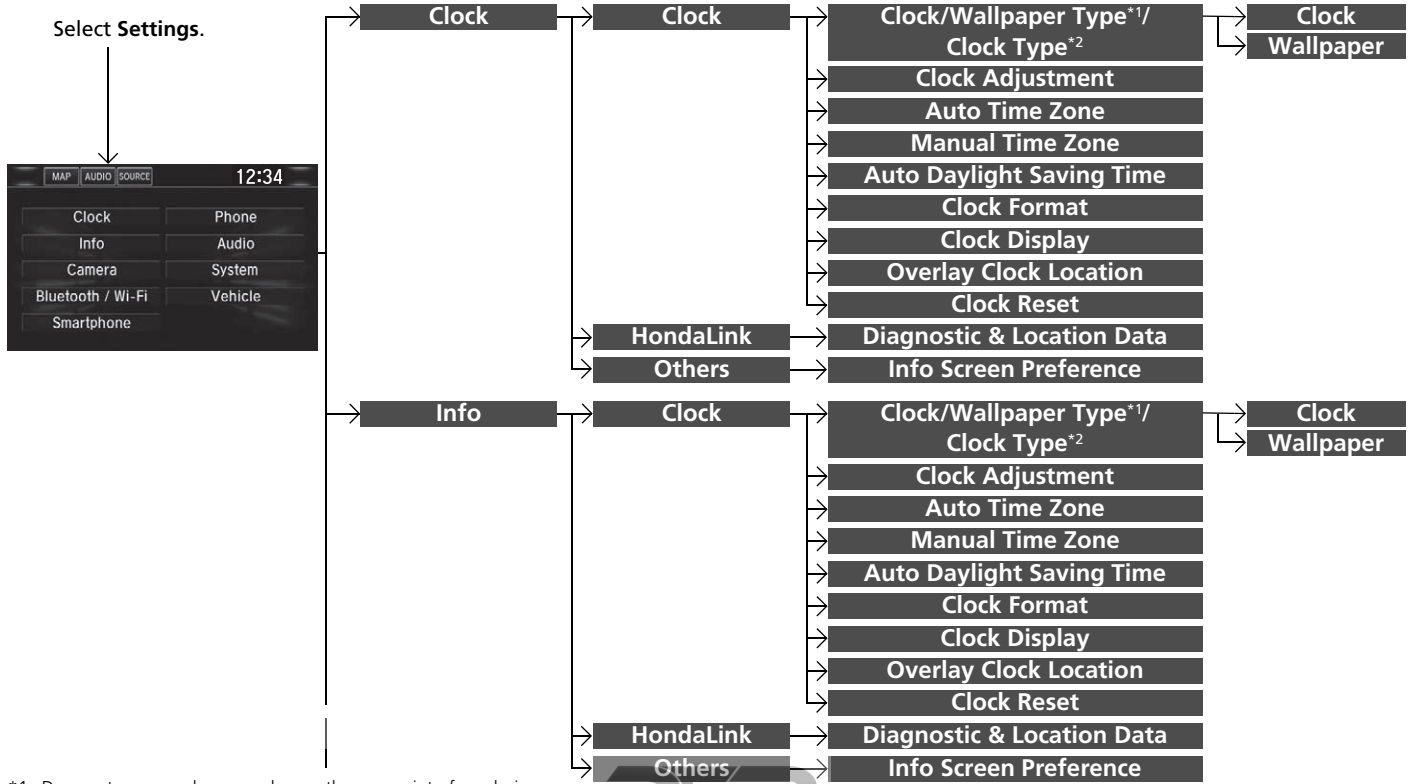 Select Settings.
MAP AUDIO SOURCE 12:34
Clock Phone
Info Audio
Camera System
Bluetooth / Wi-Fi Vehicle
Smartphone
Clock
Clock
Clock/Wallpaper Type*1/
Clock Type*2
Clock
Wallpaper
Clock Adjustment
Auto Time Zone
Manual Time Zone
Auto Daylight Saving Time
Clock Format
Clock Display
Overlay Clock Location
Clock Reset
HondaLink
Diagnostic & Location Data
Others
Info Screen Preference
Info
Clock
Clock/Wallpaper Type*1/
Clock Type*2
Clock
Wallpaper
Clock Adjustment
Auto Time Zone
Manual Time Zone
Auto Daylight Saving Time
Clock Format
Clock Display
Overlay Clock Location
Clock Reset
HondaLink
Diagnostic & Location Data
Others
Info Screen Preference